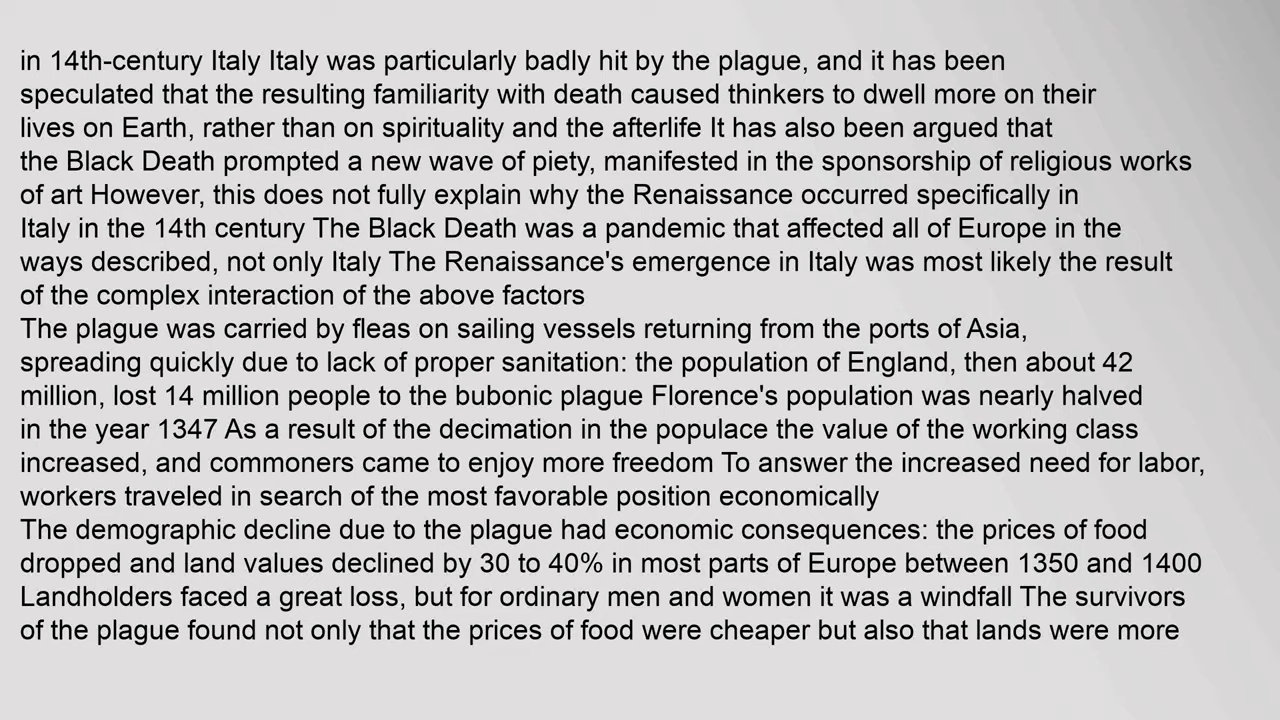 in 14th-century Italy Italy was particularly badly hit by the plague, and it has been
speculated that the resulting familiarity with death caused thinkers to dwell more on their
lives on Earth, rather than on spirituality and the afterlife It has also been argued that
the Black Death prompted a new wave of piety, manifested in the sponsorship of religious works
of art However, this does not fully explain why the Renaissance occurred specifically in
Italy in the 14th century The Black Death was a pandemic that affected all of Europe in the
ways described, not only Italy The Renaissance's emergence in Italy was most likely the result
of the complex interaction of the above factors
The plague was carried by fleas on sailing vessels returning from the ports of Asia,
spreading quickly due to lack of proper sanitation: the population of England, then about 42
million, lost 14 million people to the bubonic plague Florence's population was nearly halved
in the year 1347 As a result of the decimation in the populace the value of the working class
increased, and commoners came to enjoy more freedom To answer the increased need for labor,
workers traveled in search of the most favorable position economically
The demographic decline due to the plague had economic consequences: the prices of food
dropped and land values declined by 30 to 40% in most parts of Europe between 1350 and 1400
Landholders faced a great loss, but for ordinary men and women it was a windfall The survivors
of the plague found not only that the prices of food were cheaper but also that lands were more